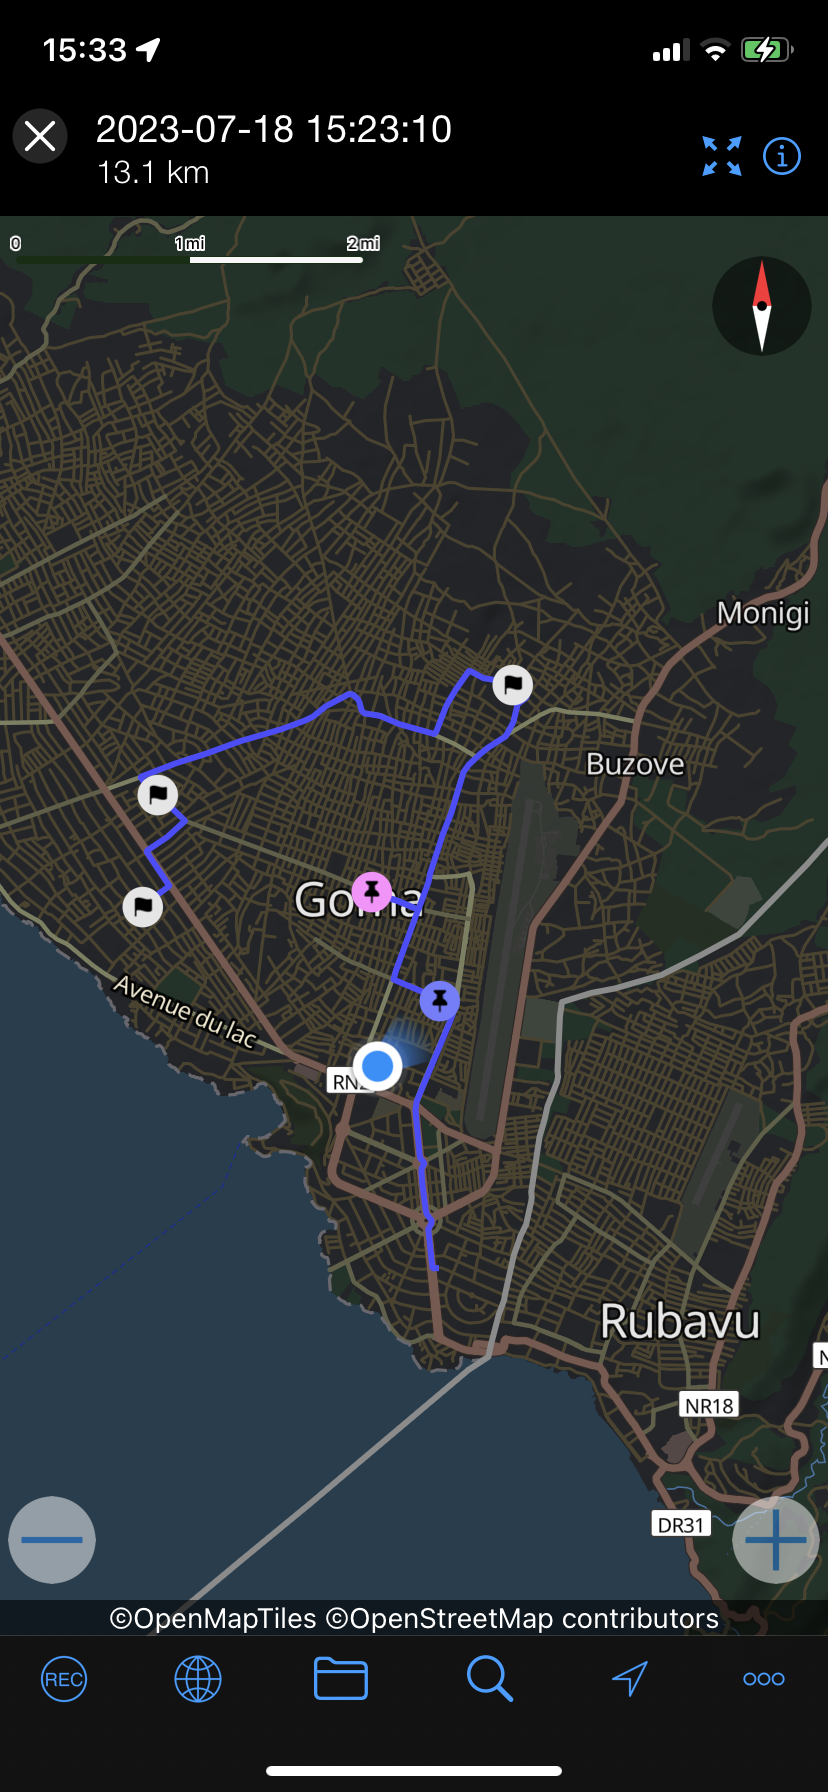 15:33
2023-07-18 15:23:10
13.1 km
0 1 mi 2 mi
Monigi
Buzove
Goma
Avenue du lac
Rubavu
NR18
DR31
©OpenMapTiles ©OpenStreetMap contributors
REC